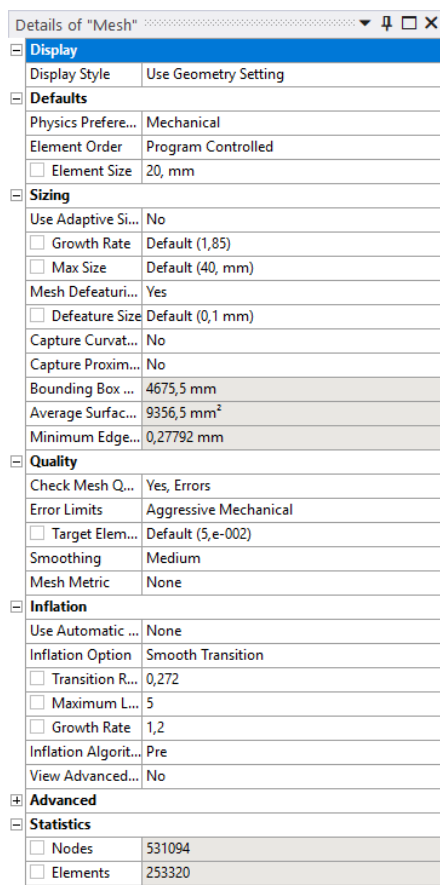 Details of "Mesh"
Display
Display Style Use Geometry Setting
Defaults
Physics Prefere... Mechanical
Element Order Program Controlled
Element Size 20, mm
Sizing
Use Adaptive Si... No
Growth Rate Default (1,85)
Max Size Default (40, mm)
Mesh Defeaturi... Yes
Defeature Size Default (0,1 mm)
Capture Curvat... No
Capture Proxim... No
Bounding Box ... 4675,5 mm
Average Surfac... 9356,5 mm²
Minimum Edge... 0,27792 mm
Quality
Check Mesh Q... Yes, Errors
Error Limits Aggressive Mechanical
Target Elem... Default (5,e-002)
Smoothing Medium
Mesh Metric None
Inflation
Use Automatic ... None
Inflation Option Smooth Transition
Transition R... 0,272
Maximum L... 5
Growth Rate 1,2
Inflation Algorit... Pre
View Advanced... No
Advanced
Statistics
Nodes 531094
Elements 253320